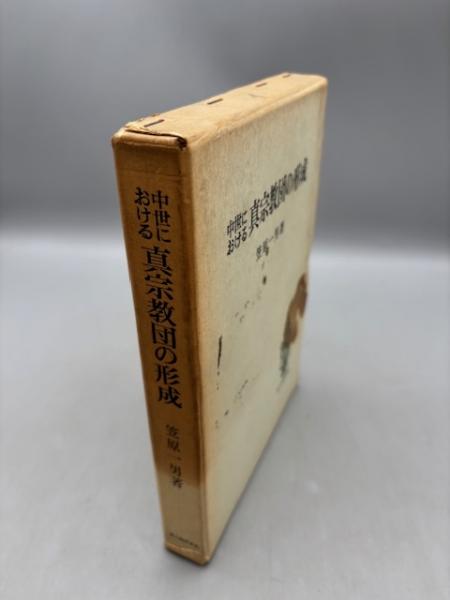 中世に
おける
真宗教団の形成
笠原一男著
中世に
おける
真宗教団の形成
笠原一男著